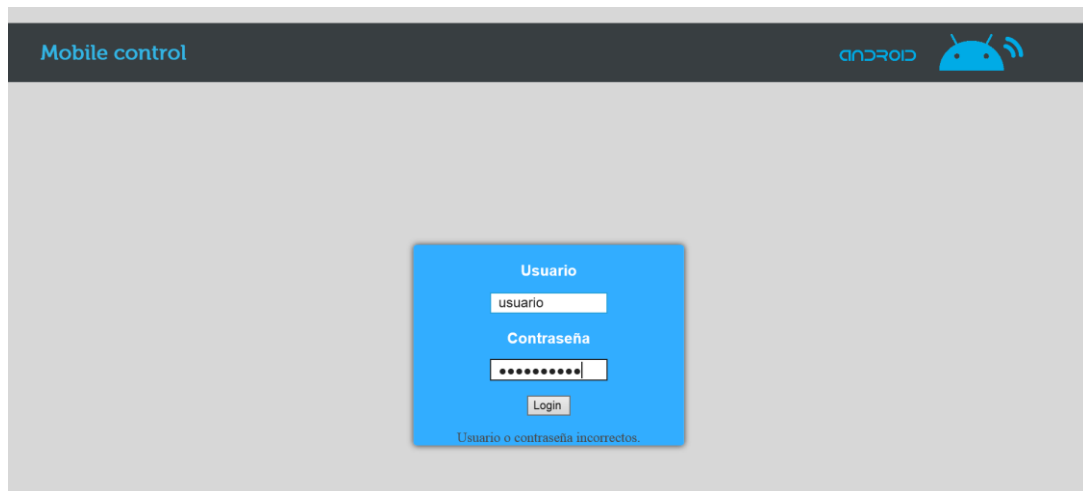 Mobile control
ANDROID
Usuario
usuario
Contraseña
••••••••••
Login
Usuario o contraseña incorrectos.